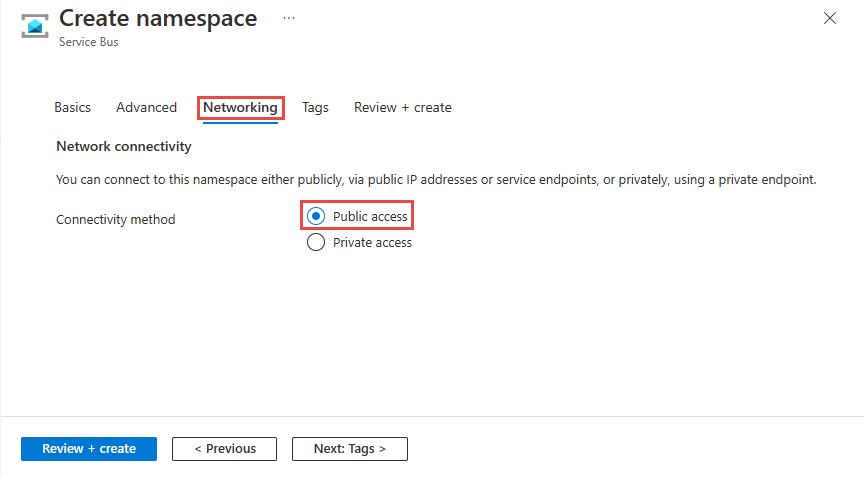 Create namespace ...
Service Bus
Basics Advanced Networking Tags Review + create
Network connectivity
You can connect to this namespace either publicly, via public IP addresses or service endpoints, or privately, using a private endpoint.
Connectivity method Public access
Private access
Review + create < Previous Next: Tags >